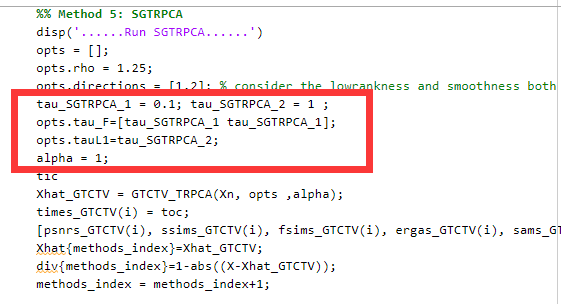 %% Method 5: SGTRPCA
disp('......Run SGTRPCA......')
opts = [];
opts.rho = 1.25;
opts.directions = [1,2]; % consider the lowrankness and smoothness both
tau_SGTRPCA_1 = 0.1; tau_SGTRPCA_2 = 1 ;
opts.tau_F=[tau_SGTRPCA_1 tau_SGTRPCA_1];
opts.tauL1=tau_SGTRPCA_2;
alpha = 1;
tic
Xhat_GTCTV = GTCTV_TRPCA(Xn, opts ,alpha);
times_GTCTV(i) = toc;
[psnrs_GTCTV(i), ssims_GTCTV(i), fsims_GTCTV(i), ergas_GTCTV(i), sams_GT
Xhat{methods_index}=Xhat_GTCTV;
div{methods_index}=1-abs((X-Xhat_GTCTV));
methods_index = methods_index+1;